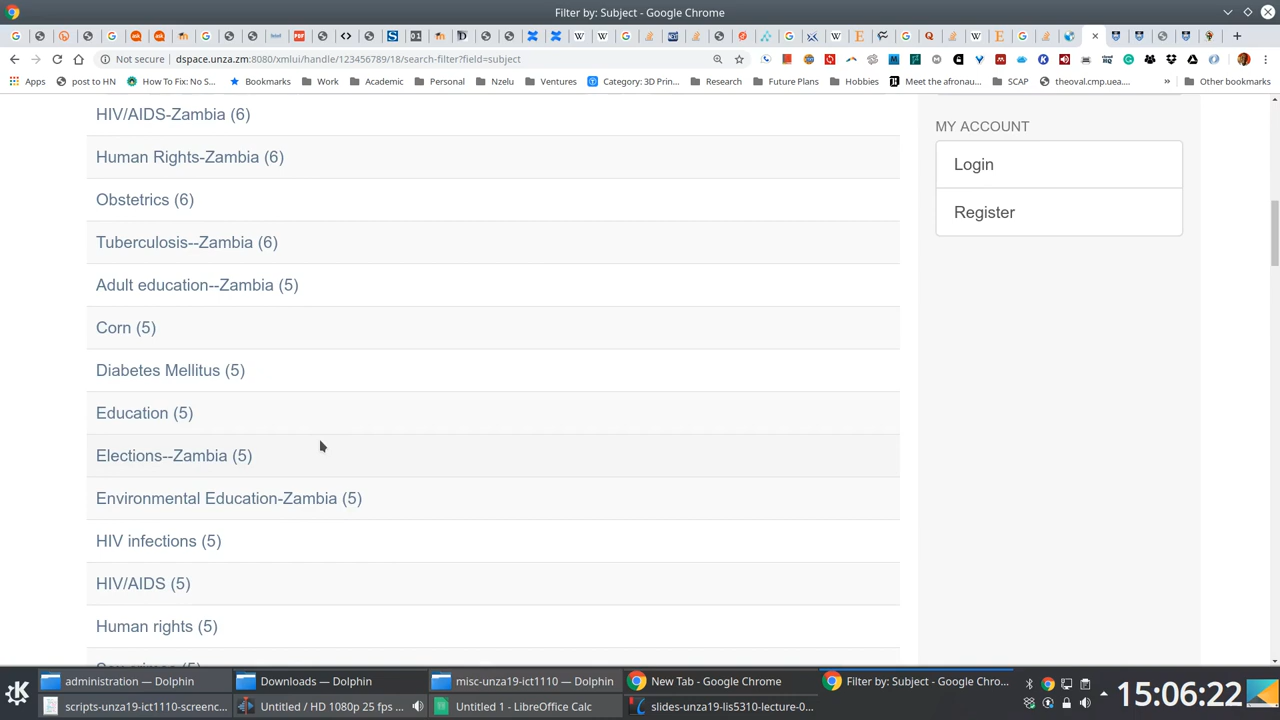 Filter by: Subject - Google Chrome
Not secure | dspace.unza.zm:8080/xmlui/handle/123456789/18/search-filter?field=subject
Apps post to HN How To Fix: No S... Bookmarks Work Academic Personal Nzelu Ventures Category: 3D Prin... Research Future Plans Hobbies Meet the afronau... SCAP theoval.cmp.uea.... » Other bookmarks
HIV/AIDS-Zambia (6)
Human Rights-Zambia (6)
Obstetrics (6)
Tuberculosis--Zambia (6)
Adult education--Zambia (5)
Corn (5)
Diabetes Mellitus (5)
Education (5)
Elections--Zambia (5)
Environmental Education-Zambia (5)
HIV infections (5)
HIV/AIDS (5)
Human rights (5)
MY ACCOUNT
Login
Register
administration — Dolphin Downloads — Dolphin misc-unza19-ict1110 — Dolphin New Tab - Google Chrome Filter by: Subject - Google Chro...
scripts-unza19-ict1110-screenc... Untitled / HD 1080p 25 fps ... Untitled 1 - LibreOffice Calc slides-unza19-lis5310-lecture-0...
15:06:22